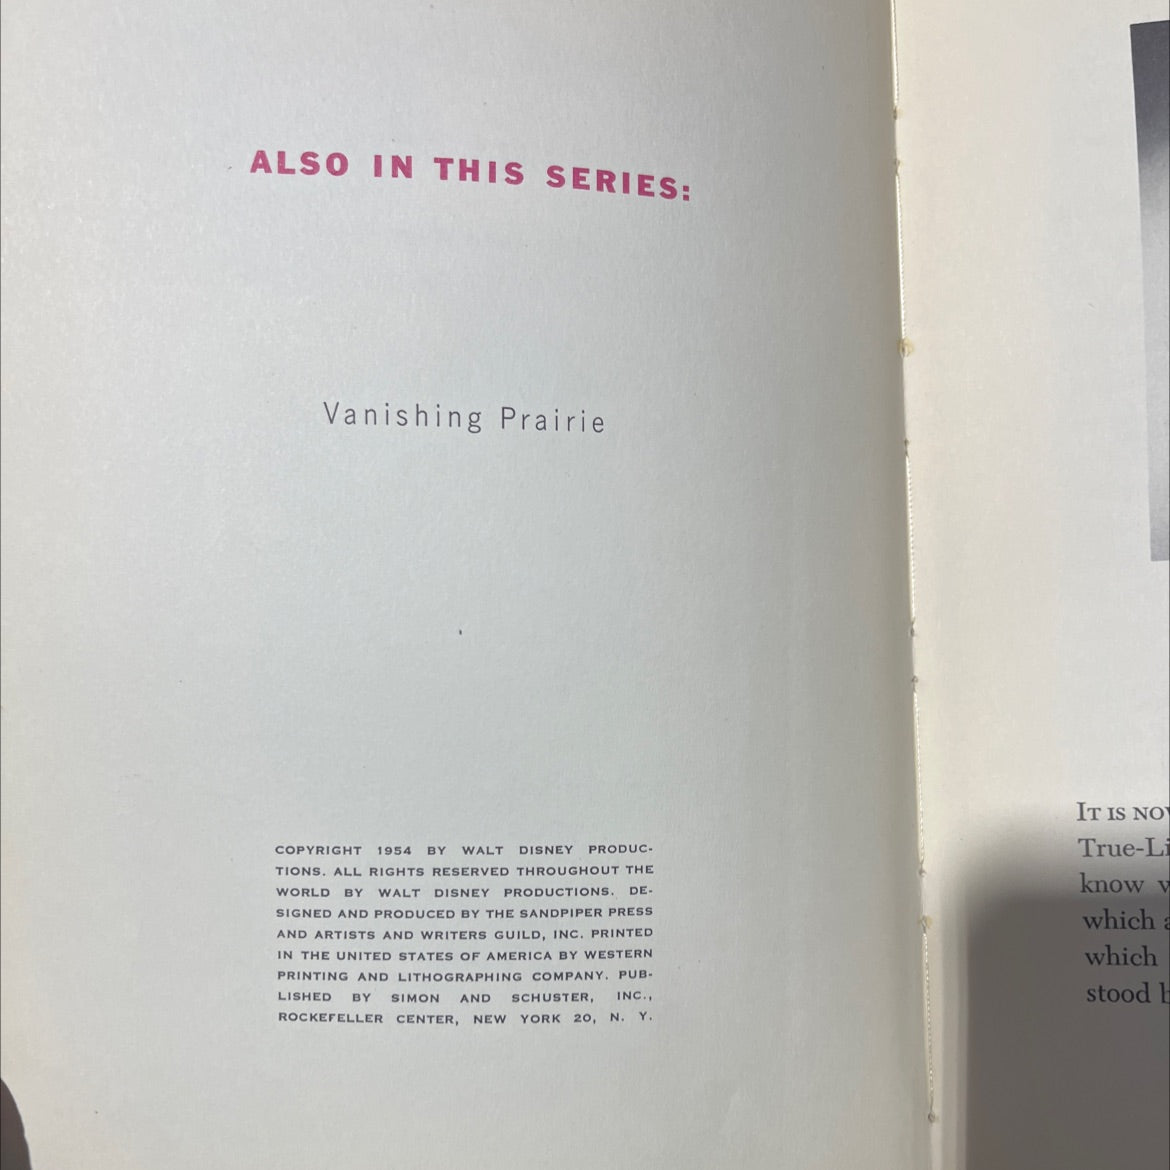 ALSO IN THIS SERIES:
Vanishing Prairie
COPYRIGHT 1954 BY WALT DISNEY PRODUC-
TIONS. ALL RIGHTS RESERVED THROUGHOUT THE
WORLD BY WALT DISNEY PRODUCTIONS. DE-
SIGNED AND PRODUCED BY THE SANDPIPER PRESS
AND ARTISTS AND WRITERS GUILD, INC. PRINTED
IN THE UNITED STATES OF AMERICA BY WESTERN
PRINTING AND LITHOGRAPHING COMPANY. PUB-
LISHED BY SIMON AND SCHUSTER, INC.,
ROCKEFELLER CENTER, NEW YORK 20, N. Y.
IT IS
True-Li
know
which
which
stood